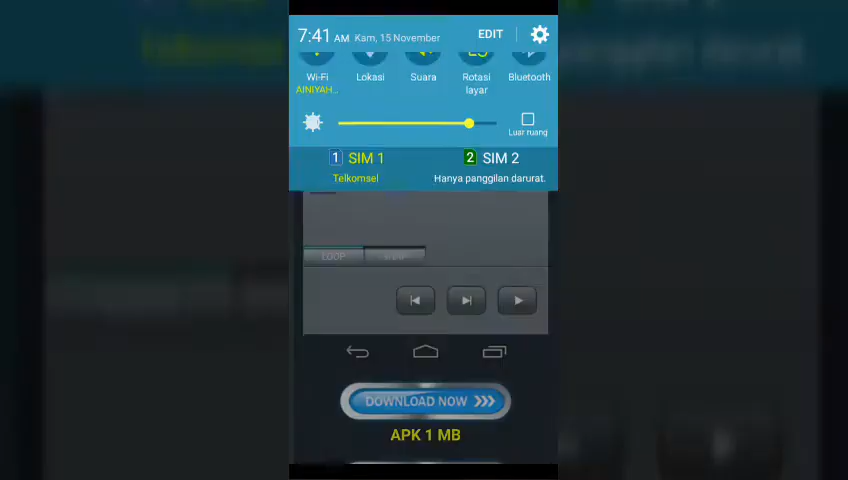 7:41 AM Kam, 15 November EDIT
Wi-Fi Lokasi Suara Rotasi layar Bluetooth
AINIYAH...
Luar ruang
1 SIM 1 2 SIM 2
Telkomsel Hanya panggilan darurat.
LOOP
DOWNLOAD NOW
APK 1 MB